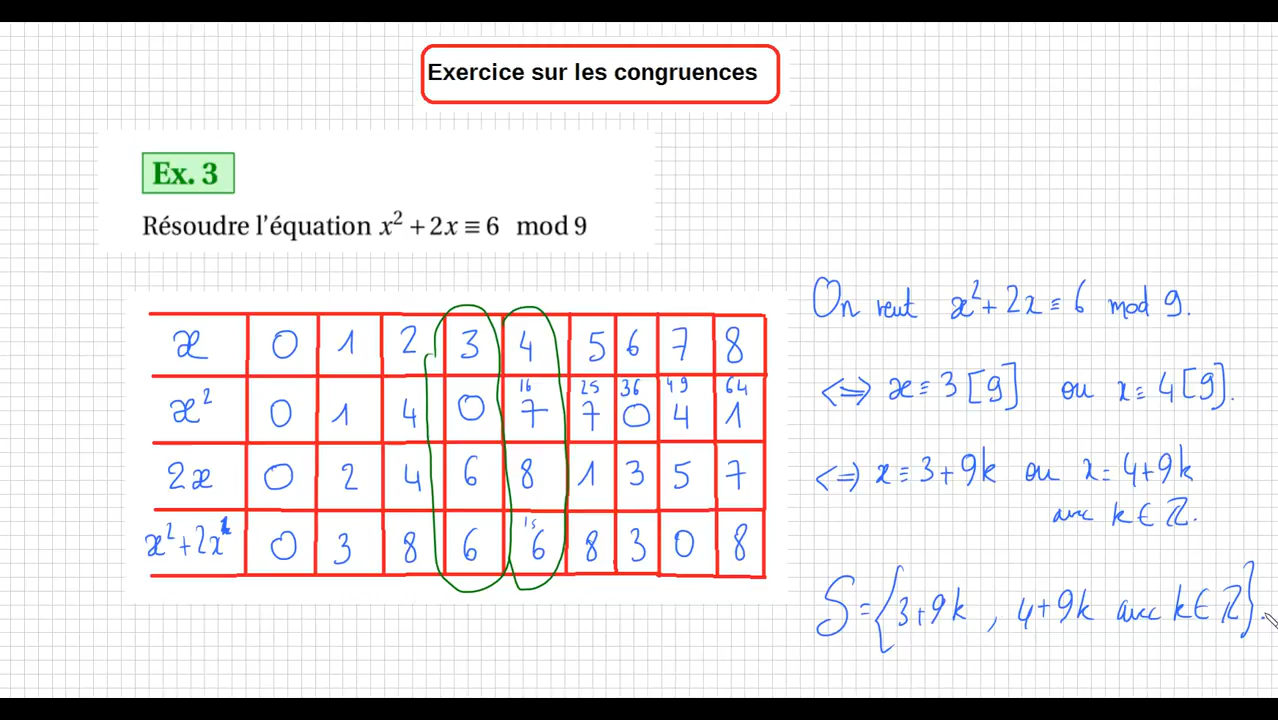 Exercice sur les congruences
Ex. 3
Résoudre l'équation x² + 2x ≡ 6 mod 9
x 0 1 2 3 4 5 6 7 8
16 25 36 49 64
x² 0 1 4 0 7 7 0 4 1
2x 0 2 4 6 8 1 3 5 7
15
x²+2x 0 3 8 6 6 8 3 0 8
On veut x²+2x ≡ 6 mod 9.
⟺ x ≡ 3 [9] ou x ≡ 4 [9].
⟺ x ≡ 3+9k ou x = 4+9k
avec k ∈ ℤ.
S = {3+9k , 4+9k avec k ∈ ℤ}.